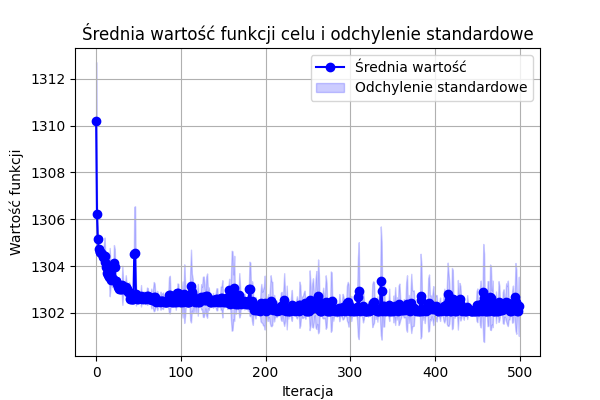 Średnia wartość funkcji celu i odchylenie standardowe
Średnia wartość
Odchylenie standardowe
Wartość funkcji
1312
1310
1308
1306
1304
1302
0 100 200 300 400 500
Iteracja